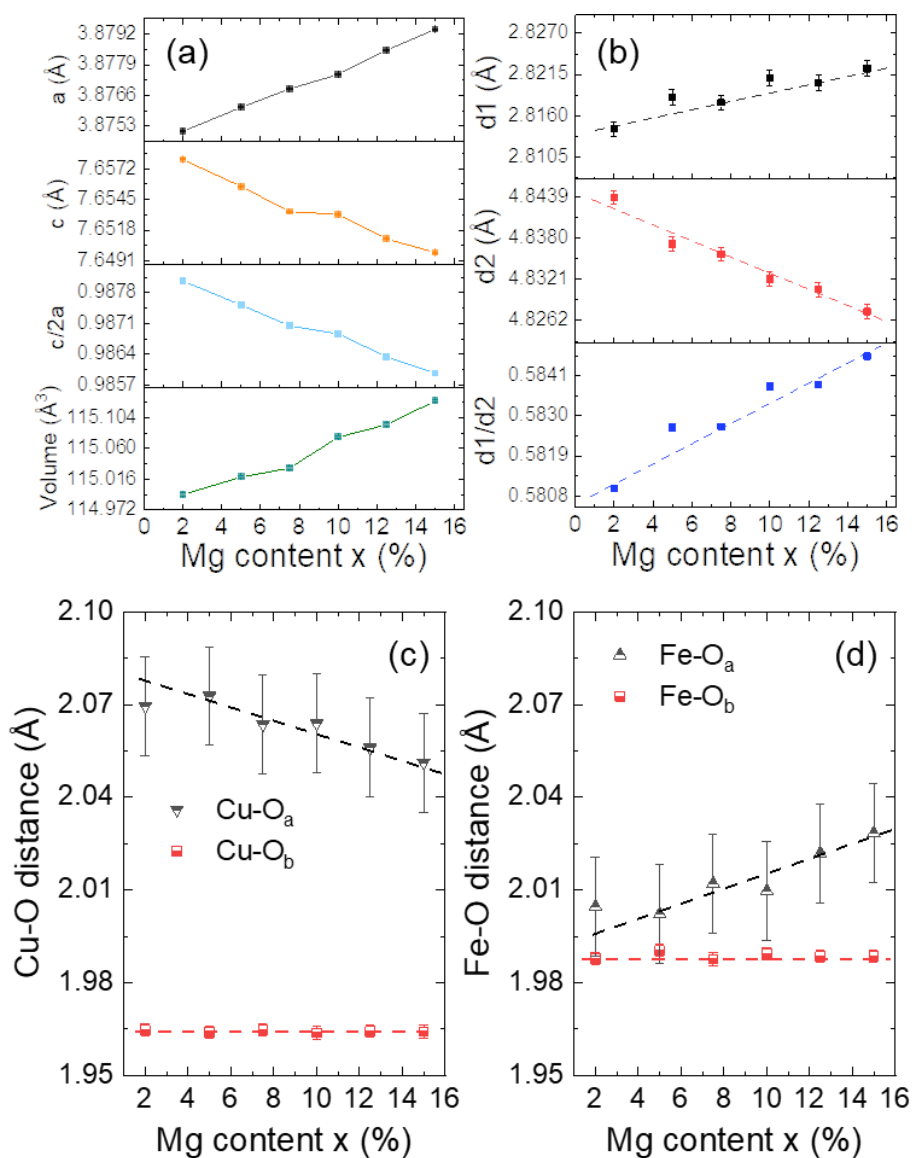 (a)
a (Å)
3.8792
3.8779
3.8766
3.8753
c (Å)
7.6572
7.6545
7.6518
7.6491
c/2a
0.9878
0.9871
0.9864
0.9857
Volume (Å³)
115.104
115.060
115.016
114.972
0 2 4 6 8 10 12 14 16
Mg content x (%)
(b)
d1 (Å)
2.8270
2.8215
2.8160
2.8105
d2 (Å)
4.8439
4.8380
4.8321
4.8262
d1/d2
0.5841
0.5830
0.5819
0.5808
0 2 4 6 8 10 12 14 16
Mg content x (%)
(c)
Cu-O distance (Å)
2.10
2.07
2.04
2.01
1.98
1.95
Cu-Oa
Cu-Ob
2 4 6 8 10 12 14 16
Mg content x (%)
(d)
Fe-Oa
Fe-Ob
Fe-O distance (Å)
2.10
2.07
2.04
2.01
1.98
1.95
2 4 6 8 10 12 14 16
Mg content x (%)